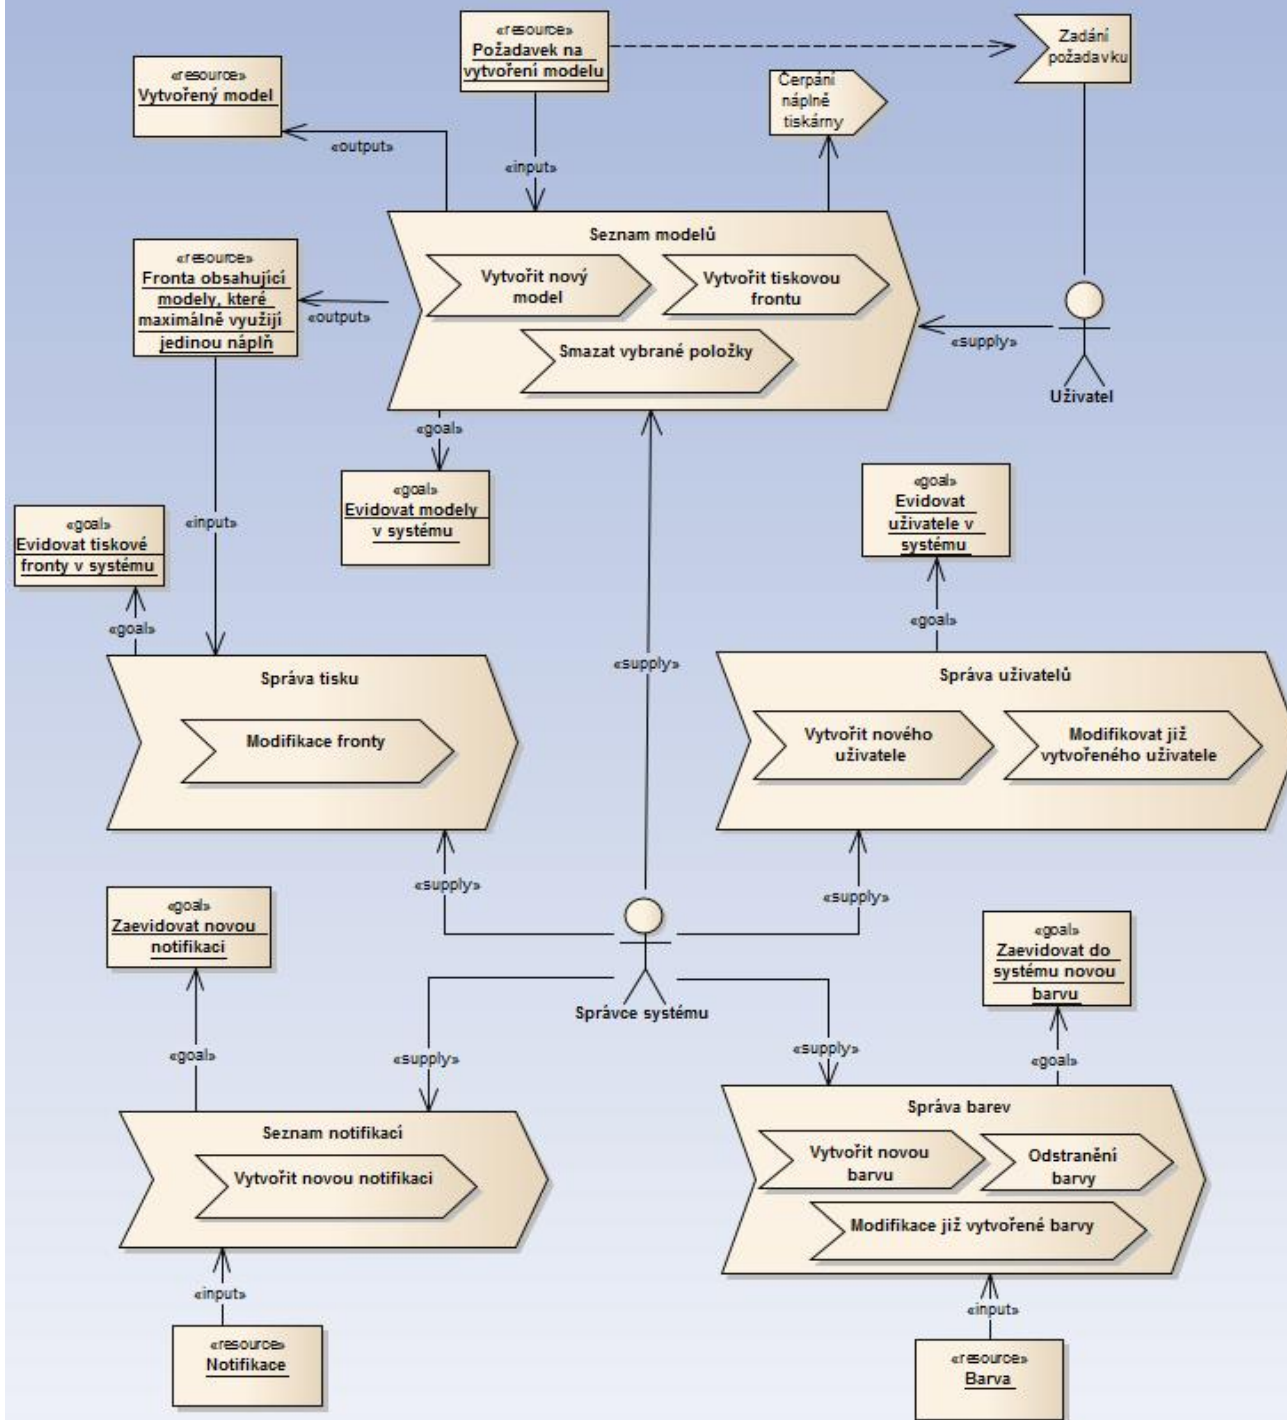 «resource»
Požadavek na
vytvoření modelu
Zadání
požadavku
«resource»
Vytvořený model
Čerpání
náplně
tiskárny
«output»
«input»
Seznam modelů
Vytvořit nový
model
Vytvořit tiskovou
frontu
Smazat vybrané položky
«resource»
Fronta obsahující
modely, které
maximálně využijí
jedinou náplň
«output»
«supply»
Uživatel
«goal»
«goal»
Evidovat modely
v systému
«goal»
Evidovat
uživatele v
systému
«goal»
Evidovat tiskové
fronty v systému
«input»
«goal»
«goal»
«supply»
Správa tisku
Modifikace fronty
Správa uživatelů
Vytvořit nového
uživatele
Modifikovat již
vytvořeného uživatele
«supply»
«supply»
«goal»
Zaevidovat novou
notifikaci
Správce systému
«goal»
Zaevidovat do
systému novou
barvu
«goal»
«supply»
«supply»
«goal»
Seznam notifikací
Vytvořit novou notifikaci
Správa barev
Vytvořit novou
barvu
Odstranění
barvy
Modifikace již vytvořené barvy
«input»
«input»
«resource»
Notifikace
«resource»
Barva